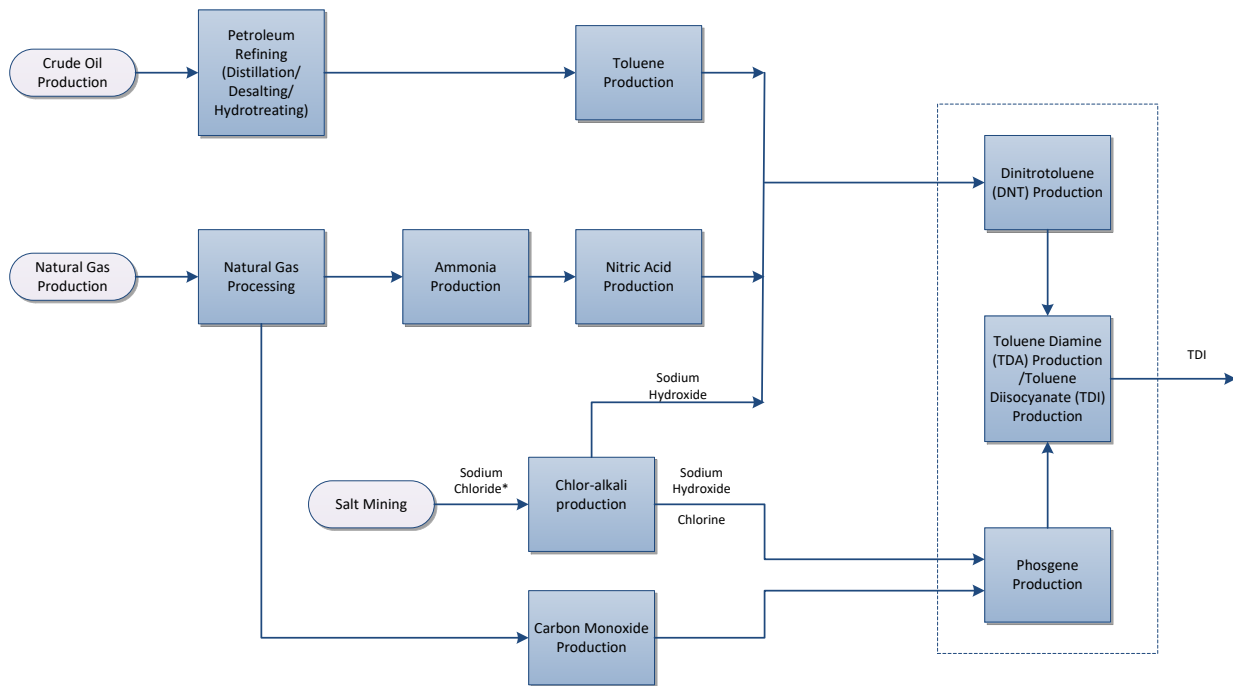 Crude Oil
Production
Petroleum
Refining
(Distillation/
Desalting/
Hydrotreating)
Toluene
Production
Dinitrotoluene
(DNT) Production
Natural Gas
Production
Natural Gas
Processing
Ammonia
Production
Nitric Acid
Production
Toluene Diamine
(TDA) Production
/Toluene
Diisocyanate (TDI)
Production
TDI
Sodium
Hydroxide
Salt Mining
Sodium
Chloride*
Chlor-alkali
production
Sodium
Hydroxide
Chlorine
Phosgene
Production
Carbon Monoxide
Production